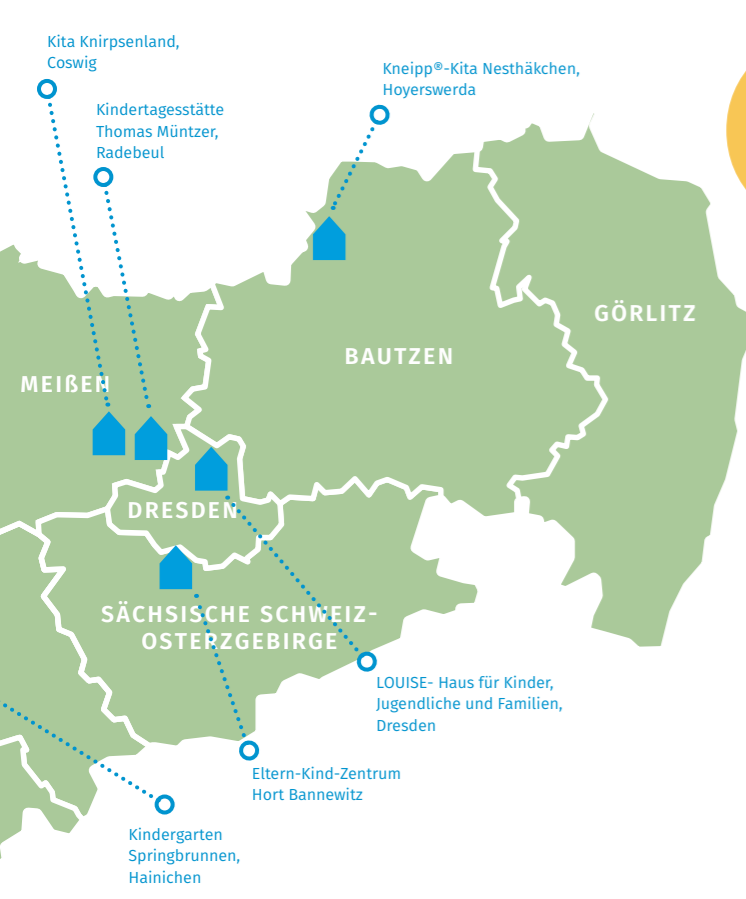 Kita Knirpsenland,
Coswig
Kneipp®-Kita Nesthäkchen,
Hoyerswerda
Kindertagesstätte
Thomas Müntzer,
Radebeul
GÖRLITZ
BAUTZEN
MEIßEN
DRESDEN
SÄCHSISCHE SCHWEIZ-
OSTERZGEBIRGE
LOUISE- Haus für Kinder,
Jugendliche und Familien,
Dresden
Eltern-Kind-Zentrum
Hort Bannewitz
Kindergarten
Springbrunnen,
Hainichen